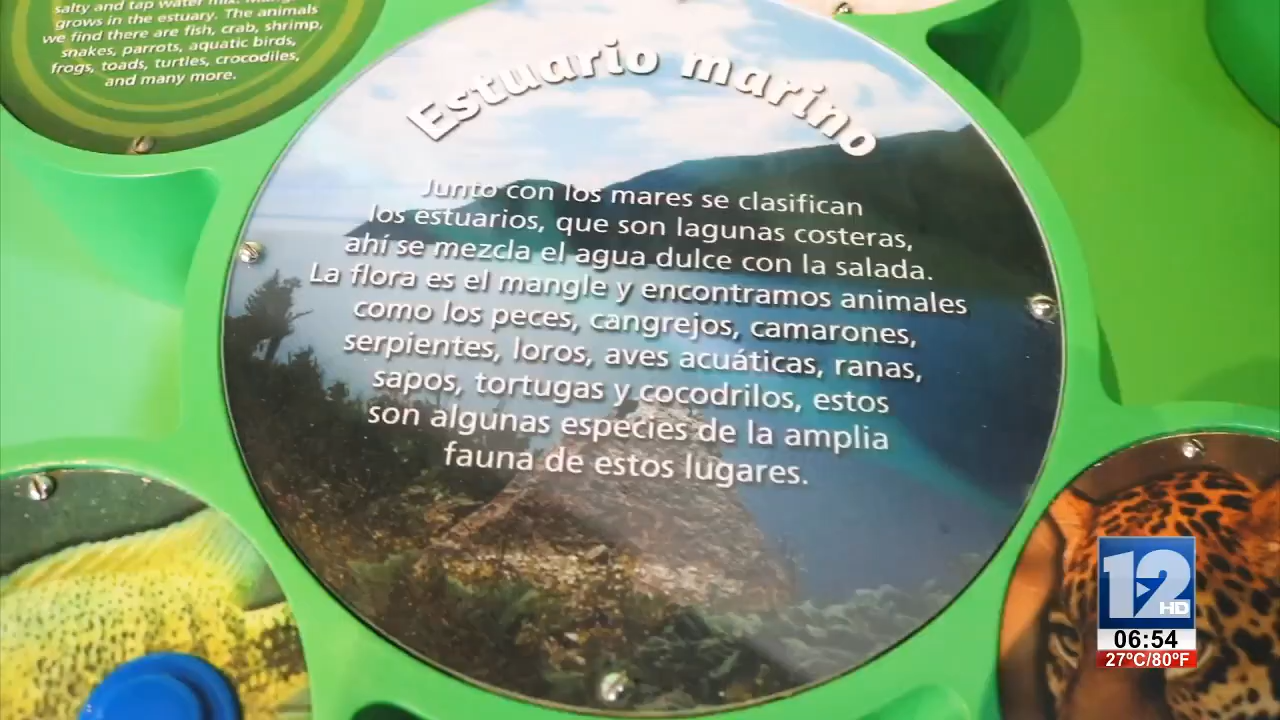 salty and tap water mix.
grows in the estuary. The animals
we find there are fish, crab, shrimp,
snakes, parrots, aquatic birds,
frogs, toads, turtles, crocodiles,
and many more.
Estuario marino
Junto con los mares se clasifican
los estuarios, que son lagunas costeras,
ahí se mezcla el agua dulce con la salada.
La flora es el mangle y encontramos animales
como los peces, cangrejos, camarones,
serpientes, loros, aves acuáticas, ranas,
sapos, tortugas y cocodrilos, estos
son algunas especies de la amplia
fauna de estos lugares.
12
HD
06:54
27°C/80°F